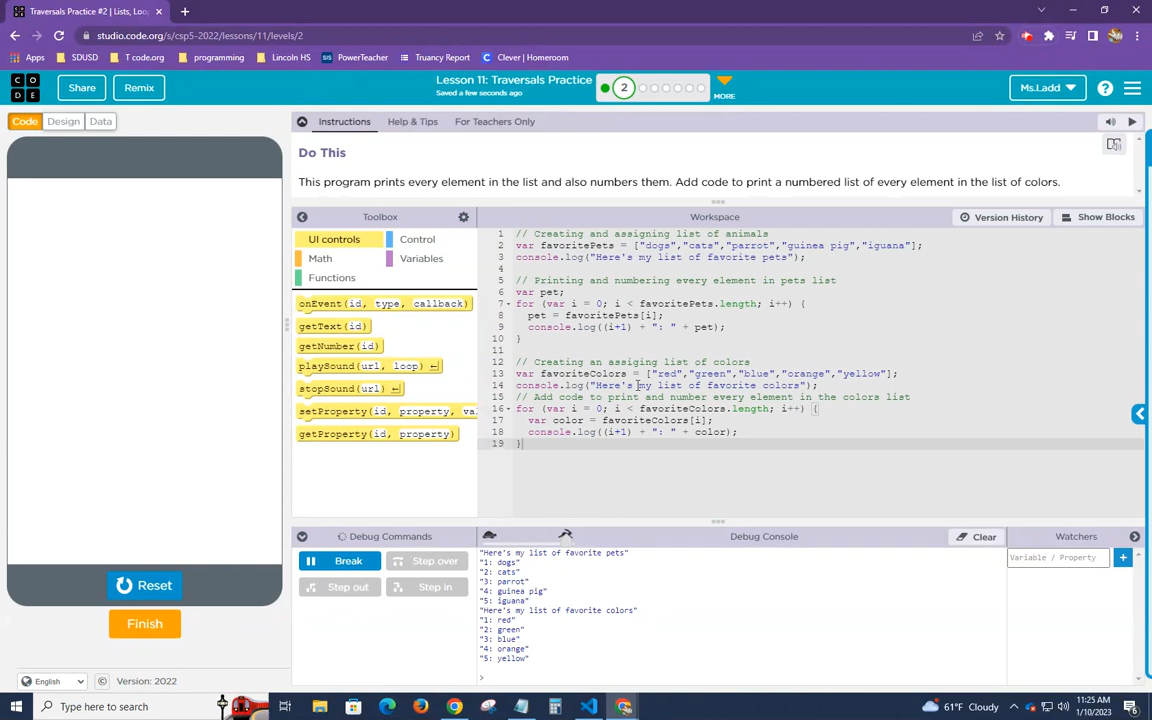 Traversals Practice #2 | Lists, Loo
studio.code.org/s/csp5-2022/lessons/11/levels/2
Apps
SDUSD
T code.org
programming
Lincoln HS
SIS
PowerTeacher
Truancy Report
Clever | Homeroom
CODE
Share
Remix
Lesson 11: Traversals Practice
Saved a few seconds ago
2
MORE
Ms.Ladd
Code
Design
Data
Instructions
Help & Tips
For Teachers Only
Do This
This program prints every element in the list and also numbers them. Add code to print a numbered list of every element in the list of colors.
Toolbox
Workspace
Version History
Show Blocks
UI controls
Control
Math
Variables
Functions
onEvent(id, type, callback)
getText(id)
getNumber(id)
playSound(url, loop)
stopSound(url)
setProperty(id, property, val
getProperty(id, property)
1 // Creating and assigning list of animals
2 var favoritePets = ["dogs","cats","parrot","guinea pig","iguana"];
3 console.log("Here's my list of favorite pets");
4
5 // Printing and numbering every element in pets list
6 var pet;
7 for (var i = 0; i < favoritePets.length; i++) {
8 pet = favoritePets[i];
9 console.log((i+1) + ": " + pet);
10 }
11
12 // Creating an assiging list of colors
13 var favoriteColors = ["red","green","blue","orange","yellow"];
14 console.log("Here's my list of favorite colors");
15 // Add code to print and number every element in the colors list
16 for (var i = 0; i < favoriteColors.length; i++) {
17 var color = favoriteColors[i];
18 console.log((i+1) + ": " + color);
19 }
Debug Commands
Debug Console
Clear
Watchers
Break
Step over
Step out
Step in
Variable / Property
"Here's my list of favorite pets"
"1: dogs"
"2: cats"
"3: parrot"
"4: guinea pig"
"5: iguana"
"Here's my list of favorite colors"
"1: red"
"2: green"
"3: blue"
"4: orange"
"5: yellow"
>
Reset
Finish
English
Version: 2022
Type here to search
61°F Cloudy
11:25 AM
1/10/2023